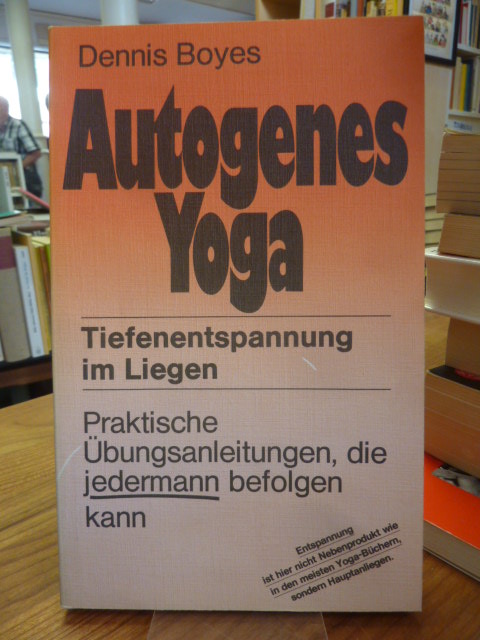 Dennis Boyes
Autogenes
Yoga
Tiefenentspannung
im Liegen
Praktische
Übungsanleitungen, die
jedermann befolgen
kann
Entspannung
ist hier nicht Nebenprodukt wie
in den meisten Yoga-Büchern,
sondern Hauptanliegen.